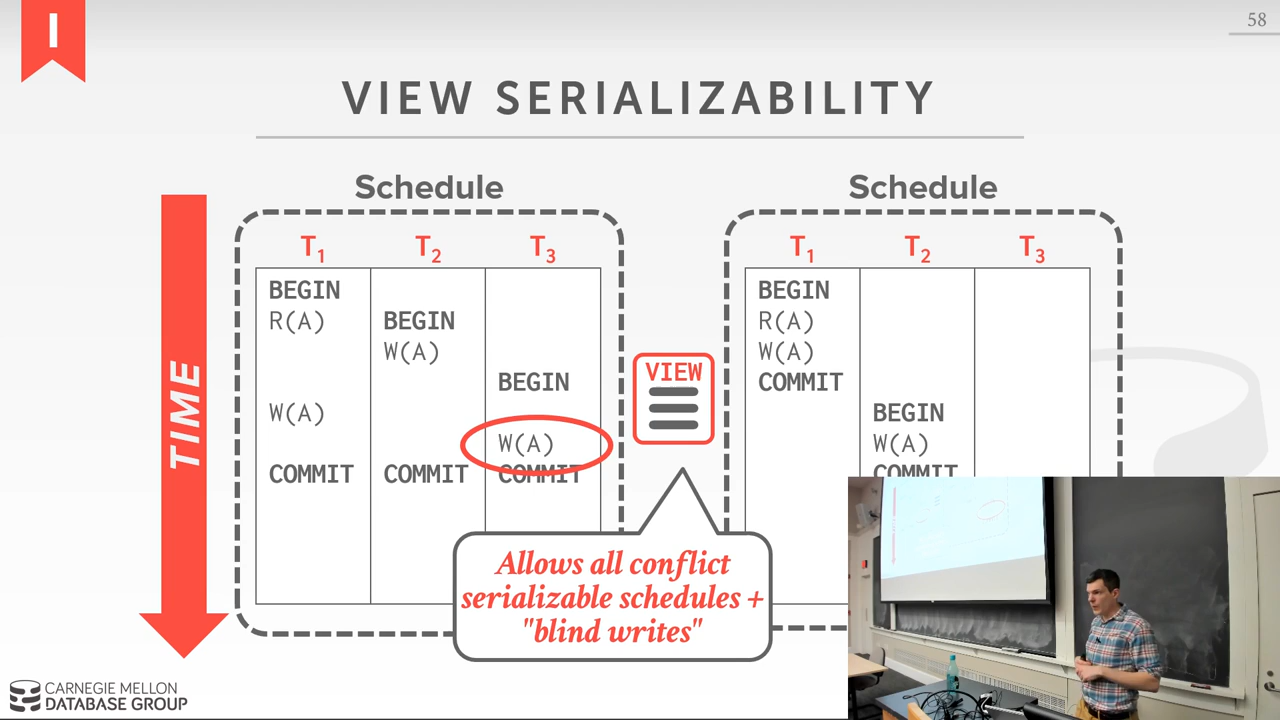 I
58
VIEW SERIALIZABILITY
Schedule
Schedule
TIME
T1
T2
T3
BEGIN
R(A)
W(A)
COMMIT
BEGIN
W(A)
COMMIT
BEGIN
W(A)
COMMIT
VIEW
T1
T2
T3
BEGIN
R(A)
W(A)
COMMIT
BEGIN
W(A)
COMMIT
Allows all conflict
serializable schedules +
"blind writes"
CARNEGIE MELLON
DATABASE GROUP